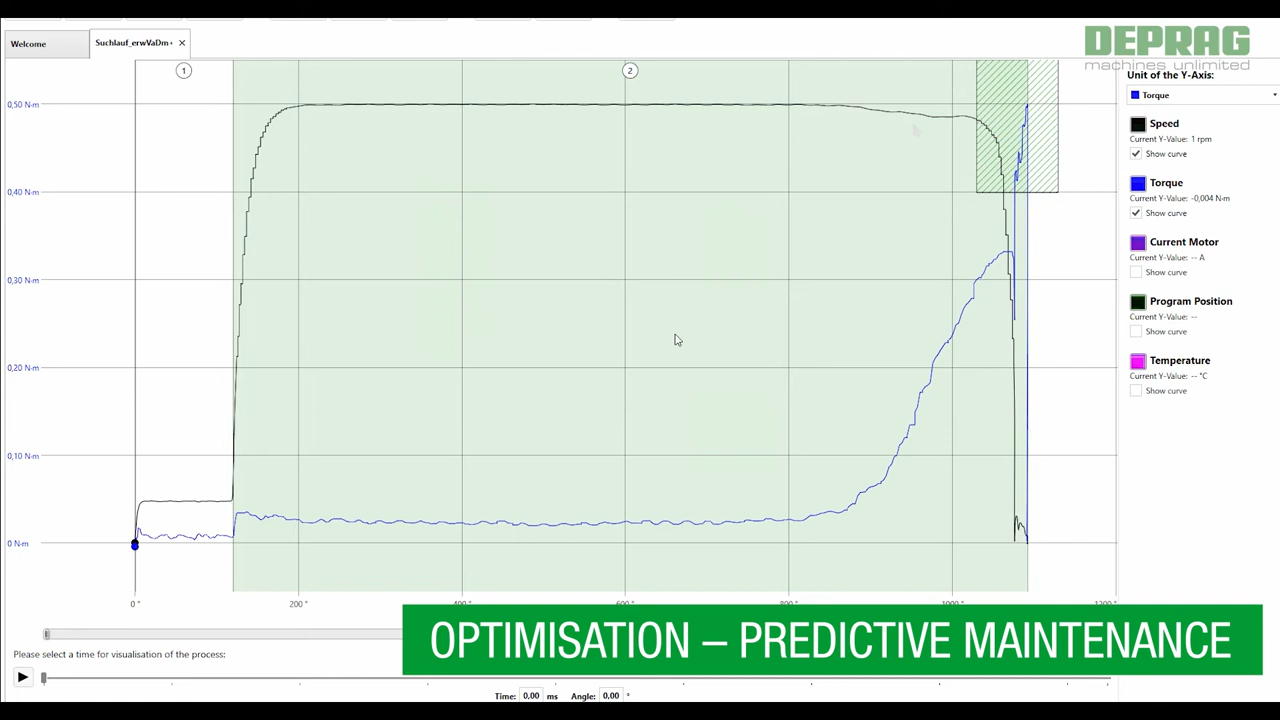 DEPRAG
machines unlimited
Welcome
Suchlauf_erwVaDm+ ×
1
2
Unit of the Y-Axis:
Torque
Speed
Current Y-Value: 1 rpm
Show curve
Torque
Current Y-Value: -0,004 N·m
Show curve
Current Motor
Current Y-Value: -- A
Show curve
Program Position
Current Y-Value: --
Show curve
Temperature
Current Y-Value: -- °C
Show curve
0,50 N·m
0,40 N·m
0,30 N·m
0,20 N·m
0,10 N·m
0 N·m
0 °
200 °
400 °
600 °
800 °
1000 °
1200 °
OPTIMISATION – PREDICTIVE MAINTENANCE
Please select a time for visualisation of the process:
Time: 0,00 ms Angle: 0,00 °